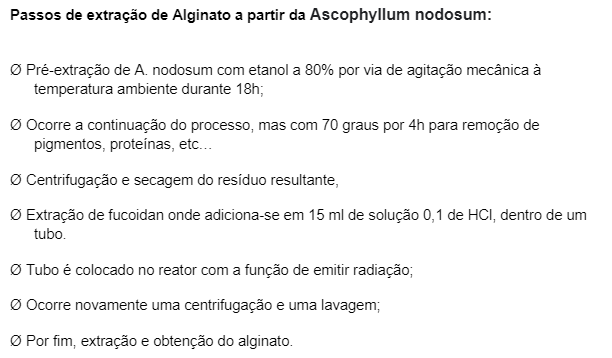 Passos de extração de Alginato a partir da Ascophyllum nodosum:
Ø Pré-extração de A. nodosum com etanol a 80% por via de agitação mecânica à
temperatura ambiente durante 18h;
Ø Ocorre a continuação do processo, mas com 70 graus por 4h para remoção de
pigmentos, proteínas, etc…
Ø Centrifugação e secagem do resíduo resultante,
Ø Extração de fucoidan onde adiciona-se em 15 ml de solução 0,1 de HCl, dentro de um
tubo.
Ø Tubo é colocado no reator com a função de emitir radiação;
Ø Ocorre novamente uma centrifugação e uma lavagem;
Ø Por fim, extração e obtenção do alginato.